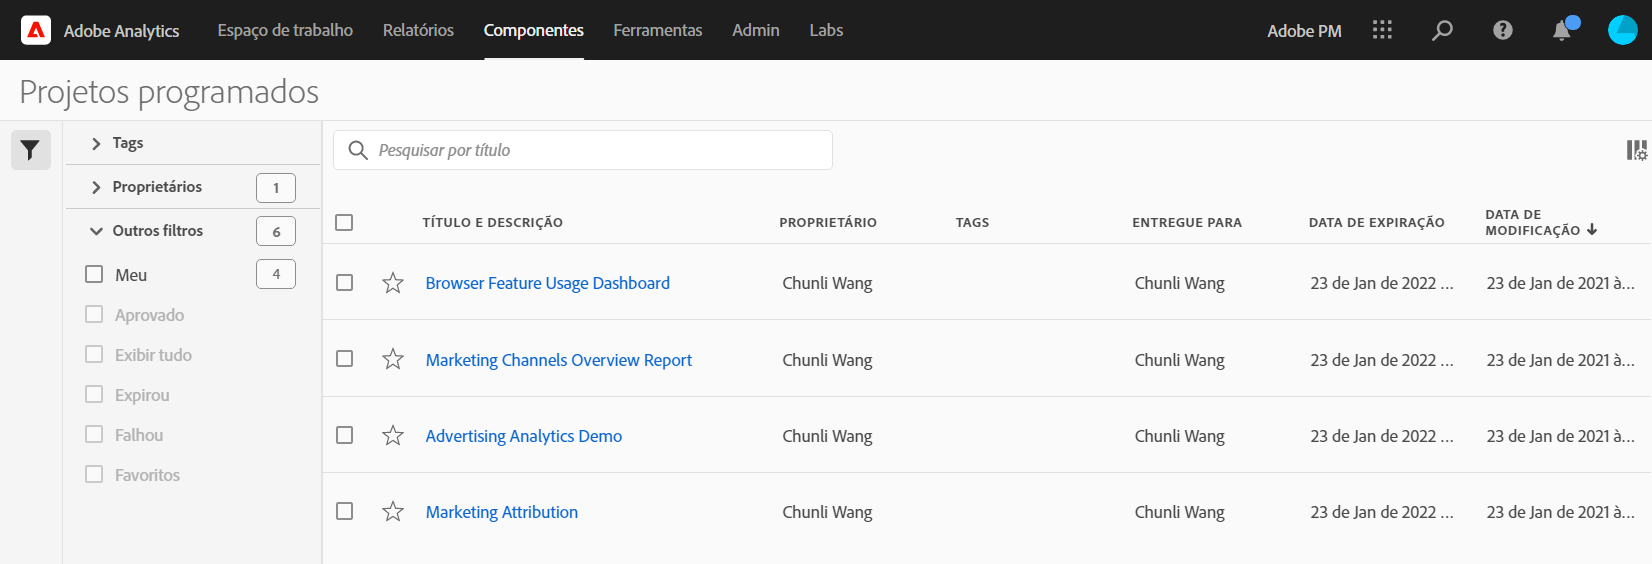 Adobe Analytics Espaço de trabalho Relatórios Componentes Ferramentas Admin Labs Adobe PM
Projetos programados
Tags
Proprietários 1
Outros filtros 6
Meu 4
Aprovado
Exibir tudo
Expirou
Falhou
Favoritos
Pesquisar por título
TÍTULO E DESCRIÇÃO PROPRIETÁRIO TAGS ENTREGUE PARA DATA DE EXPIRAÇÃO DATA DE
MODIFICAÇÃO
Browser Feature Usage Dashboard Chunli Wang Chunli Wang 23 de Jan de 2022 ... 23 de Jan de 2021 à...
Marketing Channels Overview Report Chunli Wang Chunli Wang 23 de Jan de 2022 ... 23 de Jan de 2021 à...
Advertising Analytics Demo Chunli Wang Chunli Wang 23 de Jan de 2022 ... 23 de Jan de 2021 à...
Marketing Attribution Chunli Wang Chunli Wang 23 de Jan de 2022 ... 23 de Jan de 2021 à...